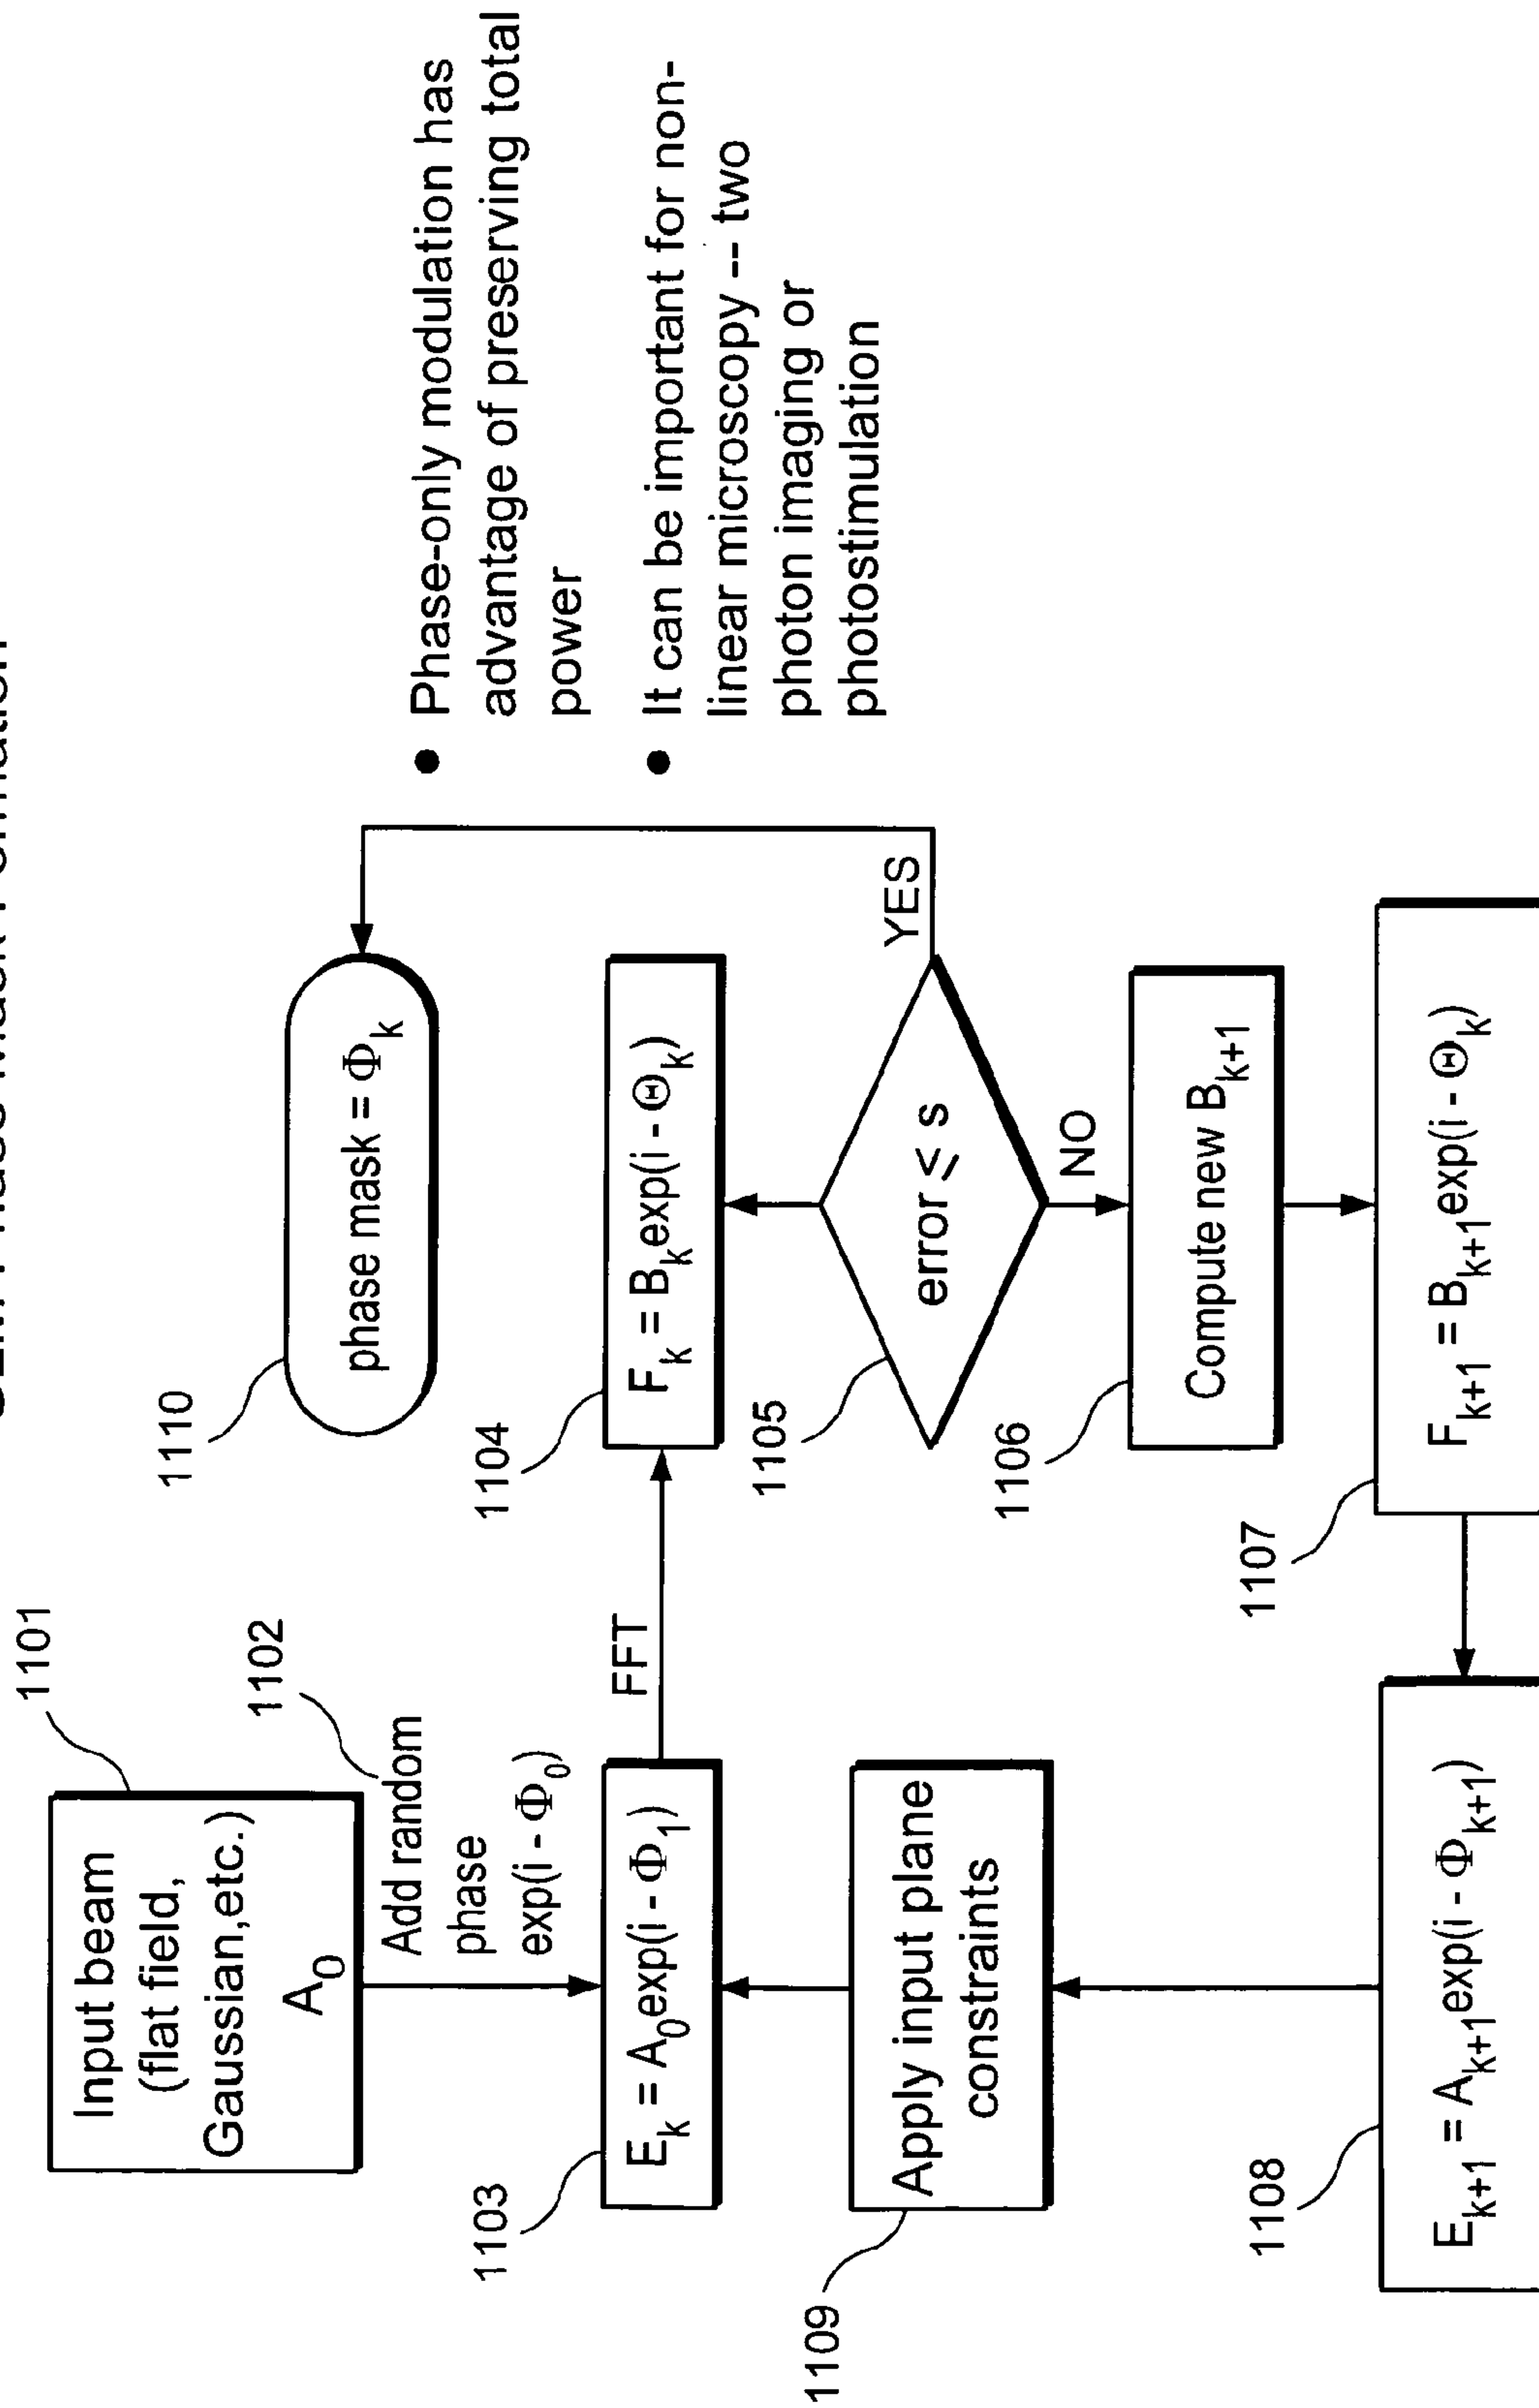 Phase Mask Formation
1101
Input beam
(flat field,
Gaussian,etc.)
A₀
1102
Add random
phase
exp(i - Φ₀)
1103
Eₖ = A₀exp(i - Φ₁)
FFT
1104
Fₖ = Bₖexp(i - Θₖ)
1110
phase mask = Φₖ
1105
error ≤ s
YES
NO
1106
Compute new Bₖ₊₁
1107
Fₖ₊₁ = Bₖ₊₁exp(i - Θₖ)
1108
Eₖ₊₁ = Aₖ₊₁exp(i - Φₖ₊₁)
1109
Apply input plane
constraints
• Phase-only modulation has
advantage of preserving total
power
• It can be important for non-
linear microscopy -- two
photon imaging or
photostimulation